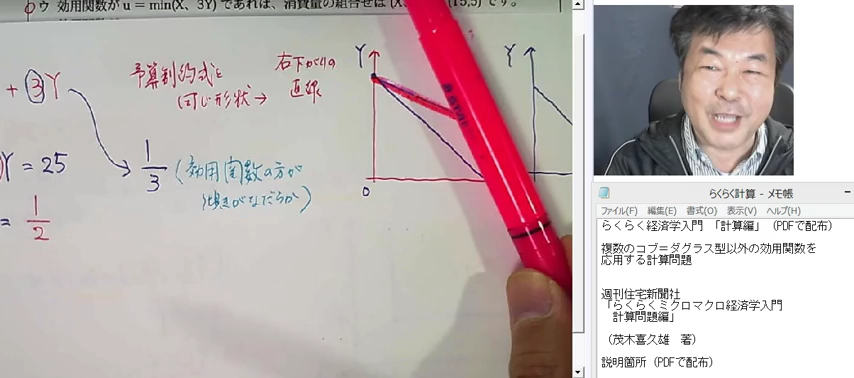 ウ 効用関数が u = min(X、3Y) であれば、消費量の組合せは (X
(15,5) です。
+ ③Y
予算制約式と
同じ形状 →
右下がりの
直線
Y
Y
Y = 25
1
3
(効用関数の方が
傾きがなだらか)
=
1
2
0
らくらく計算 - メモ帳
ファイル(F) 編集(E) 書式(O) 表示(V) ヘルプ(H)
らくらく経済学入門 「計算編」（PDFで配布）
複数のコブ＝ダグラス型以外の効用関数を
応用する計算問題
週刊住宅新聞社
「らくらくミクロマクロ経済学入門
計算問題編」
（茂木喜久雄 著）
説明箇所（PDFで配布）